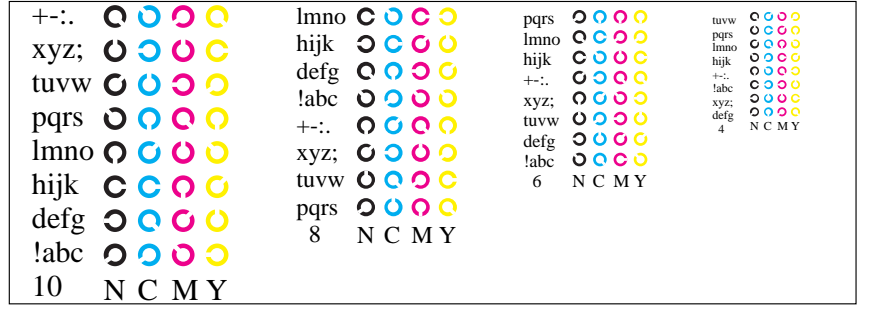 +-:.
xyz;
tuvw
pqrs
lmno
hijk
defg
!abc
10 N C M Y
lmno
hijk
defg
!abc
+-:.
xyz;
tuvw
pqrs
8 N C M Y
pqrs
lmno
hijk
+-:.
xyz;
tuvw
defg
!abc
6 N C M Y
tuvw
pqrs
lmno
hijk
+-:.
!abc
xyz;
defg
4 N C M Y